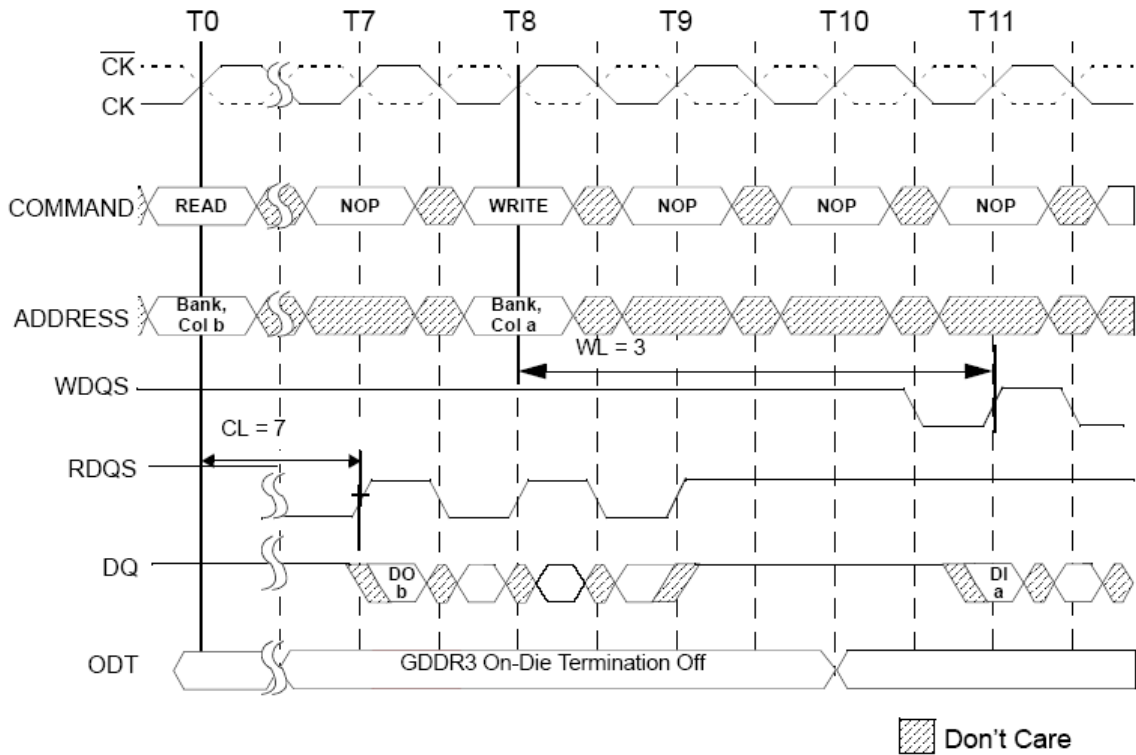 T0 T7 T8 T9 T10 T11
CK
CK
COMMAND READ NOP WRITE NOP NOP NOP
ADDRESS Bank, Col b Bank, Col a
WL = 3
WDQS
CL = 7
RDQS
DQ DO b DI a
ODT GDDR3 On-Die Termination Off
Don't Care